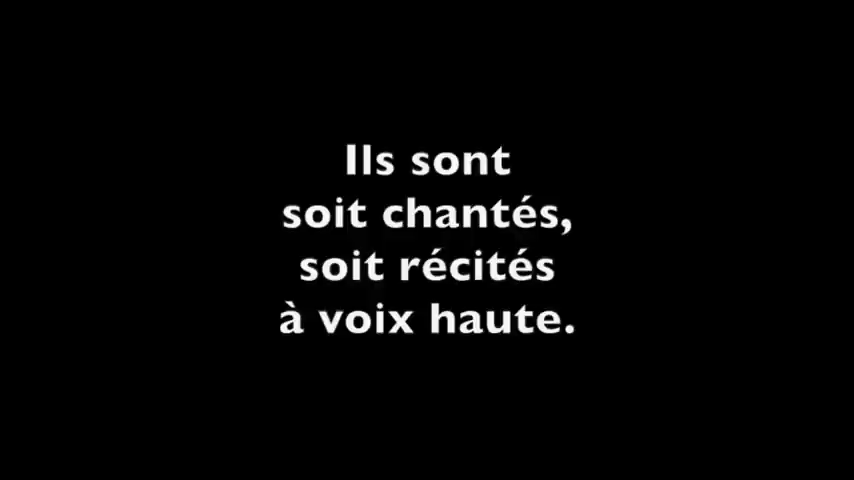 Ils sont
soit chantés,
soit récités
à voix haute.